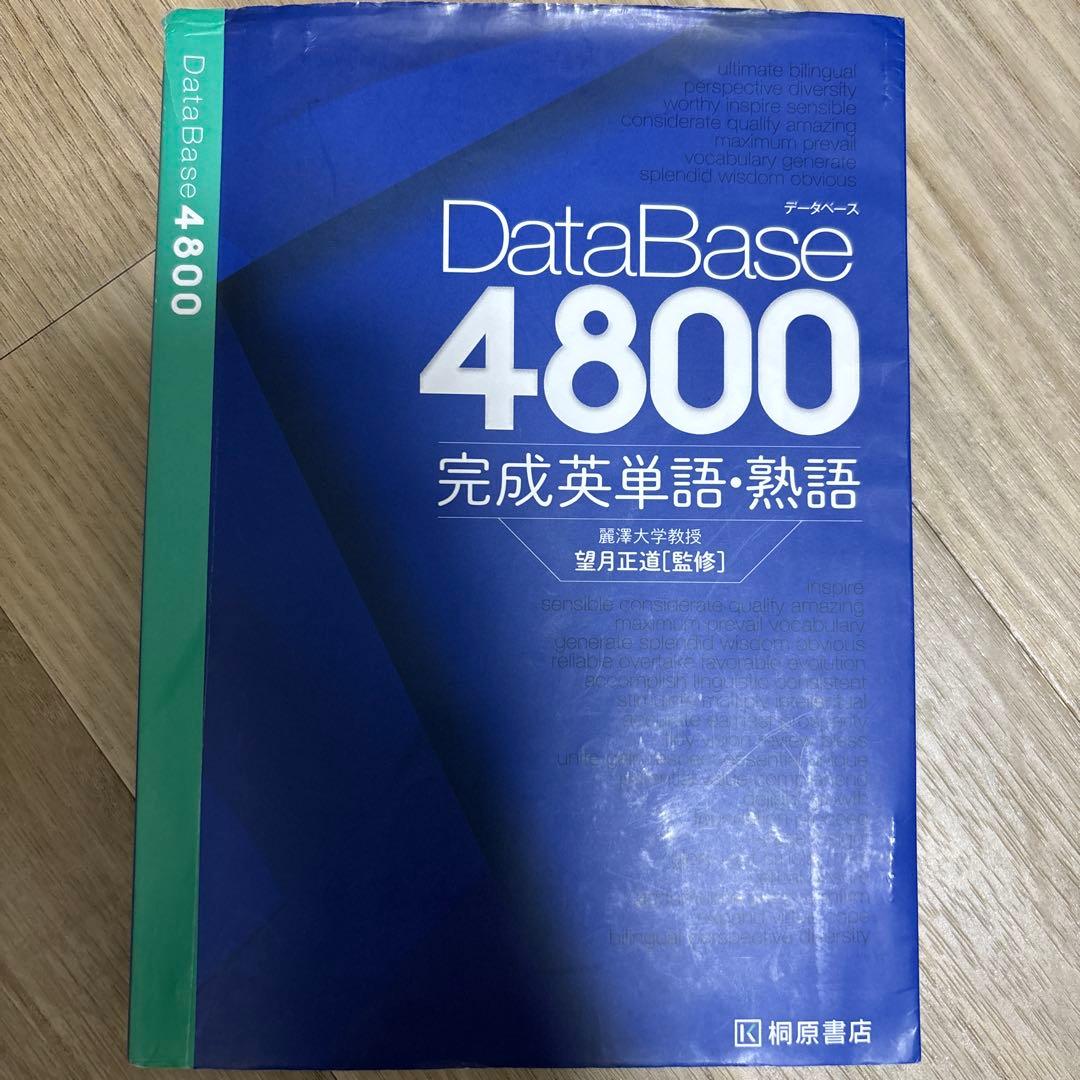 DataBase4800
ultimate bilingual
perspective diversity
worthy inspire sensible
considerate quality amazing
maximum prevail
vocabulary generate
splendid wisdom obvious
データベース
DataBase
4800
完成英単語・熟語
麗澤大学教授
望月正道[監修]
inspire
sensible considerate quality amazing
maximum prevail vocabulary
generate splendid wisdom obvious
reliable overtake favorable evolution
accomplish linguistic consistent
bilingual perspective diversity
K 桐原書店